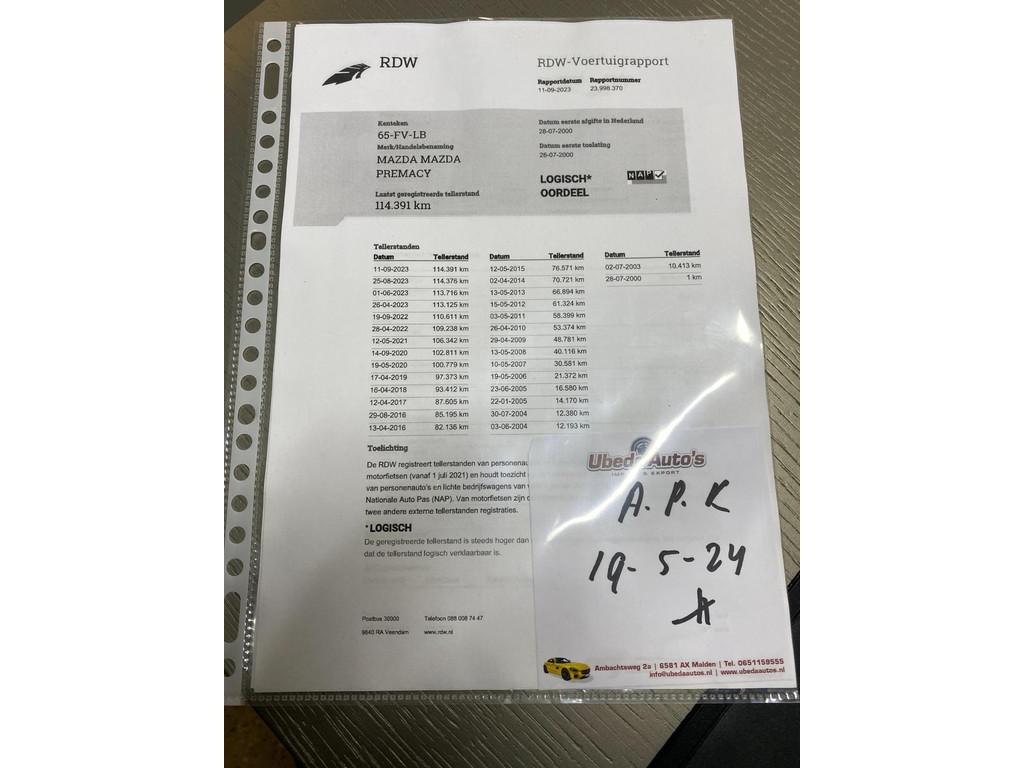 RDW
RDW-Voertuigrapport
Rapportdatum Rapportnummer
11-09-2023 23.998.370
Kenteken
65-FV-LB
Merk/Handelsbenaming
MAZDA MAZDA
PREMACY
Laatst geregistreerde tellerstand
114.391 km
Datum eerste afgifte in Nederland
28-07-2000
Datum eerste toelating
28-07-2000
LOGISCH*
OORDEEL
NAP
Tellerstanden
Datum Tellerstand Datum Tellerstand Datum Tellerstand
11-09-2023 114.391 km 12-05-2015 76.571 km 02-07-2003 10.413 km
25-08-2023 114.376 km 02-04-2014 70.721 km 28-07-2000 1 km
01-06-2023 113.716 km 13-05-2013 66.894 km
26-04-2023 113.125 km 15-05-2012 61.324 km
19-09-2022 110.611 km 03-05-2011 58.399 km
28-04-2022 109.238 km 26-04-2010 53.374 km
12-05-2021 106.342 km 29-04-2009 48.781 km
14-09-2020 102.811 km 13-05-2008 40.116 km
19-05-2020 100.779 km 10-05-2007 30.581 km
17-04-2019 97.373 km 19-05-2006 21.372 km
16-04-2018 93.412 km 23-06-2005 16.580 km
12-04-2017 87.605 km 22-01-2005 14.170 km
29-08-2016 85.195 km 30-07-2004 12.380 km
13-04-2016 82.136 km 03-06-2004 12.193 km
Toelichting
De RDW registreert tellerstanden van personenau
motorfietsen (vanaf 1 juli 2021) en houdt toezicht
van personenauto's en lichte bedrijfswagens van
Nationale Auto Pas (NAP). Van motorfietsen zijn
twee andere externe tellerstanden registraties.
*LOGISCH
De geregistreerde tellerstand is steeds hoger dan
dat de tellerstand logisch verklaarbaar is.
Postbus 30000 Telefoon 088 008 74 47
9640 RA Veendam www.rdw.nl
Ubeda Auto's
IMPORT & EXPORT
A.P.K
19-5-24
Ambachtsweg 2a | 6581 AX Malden | Tel. 0651159555
info@ubedaautos.nl | www.ubedaautos.nl